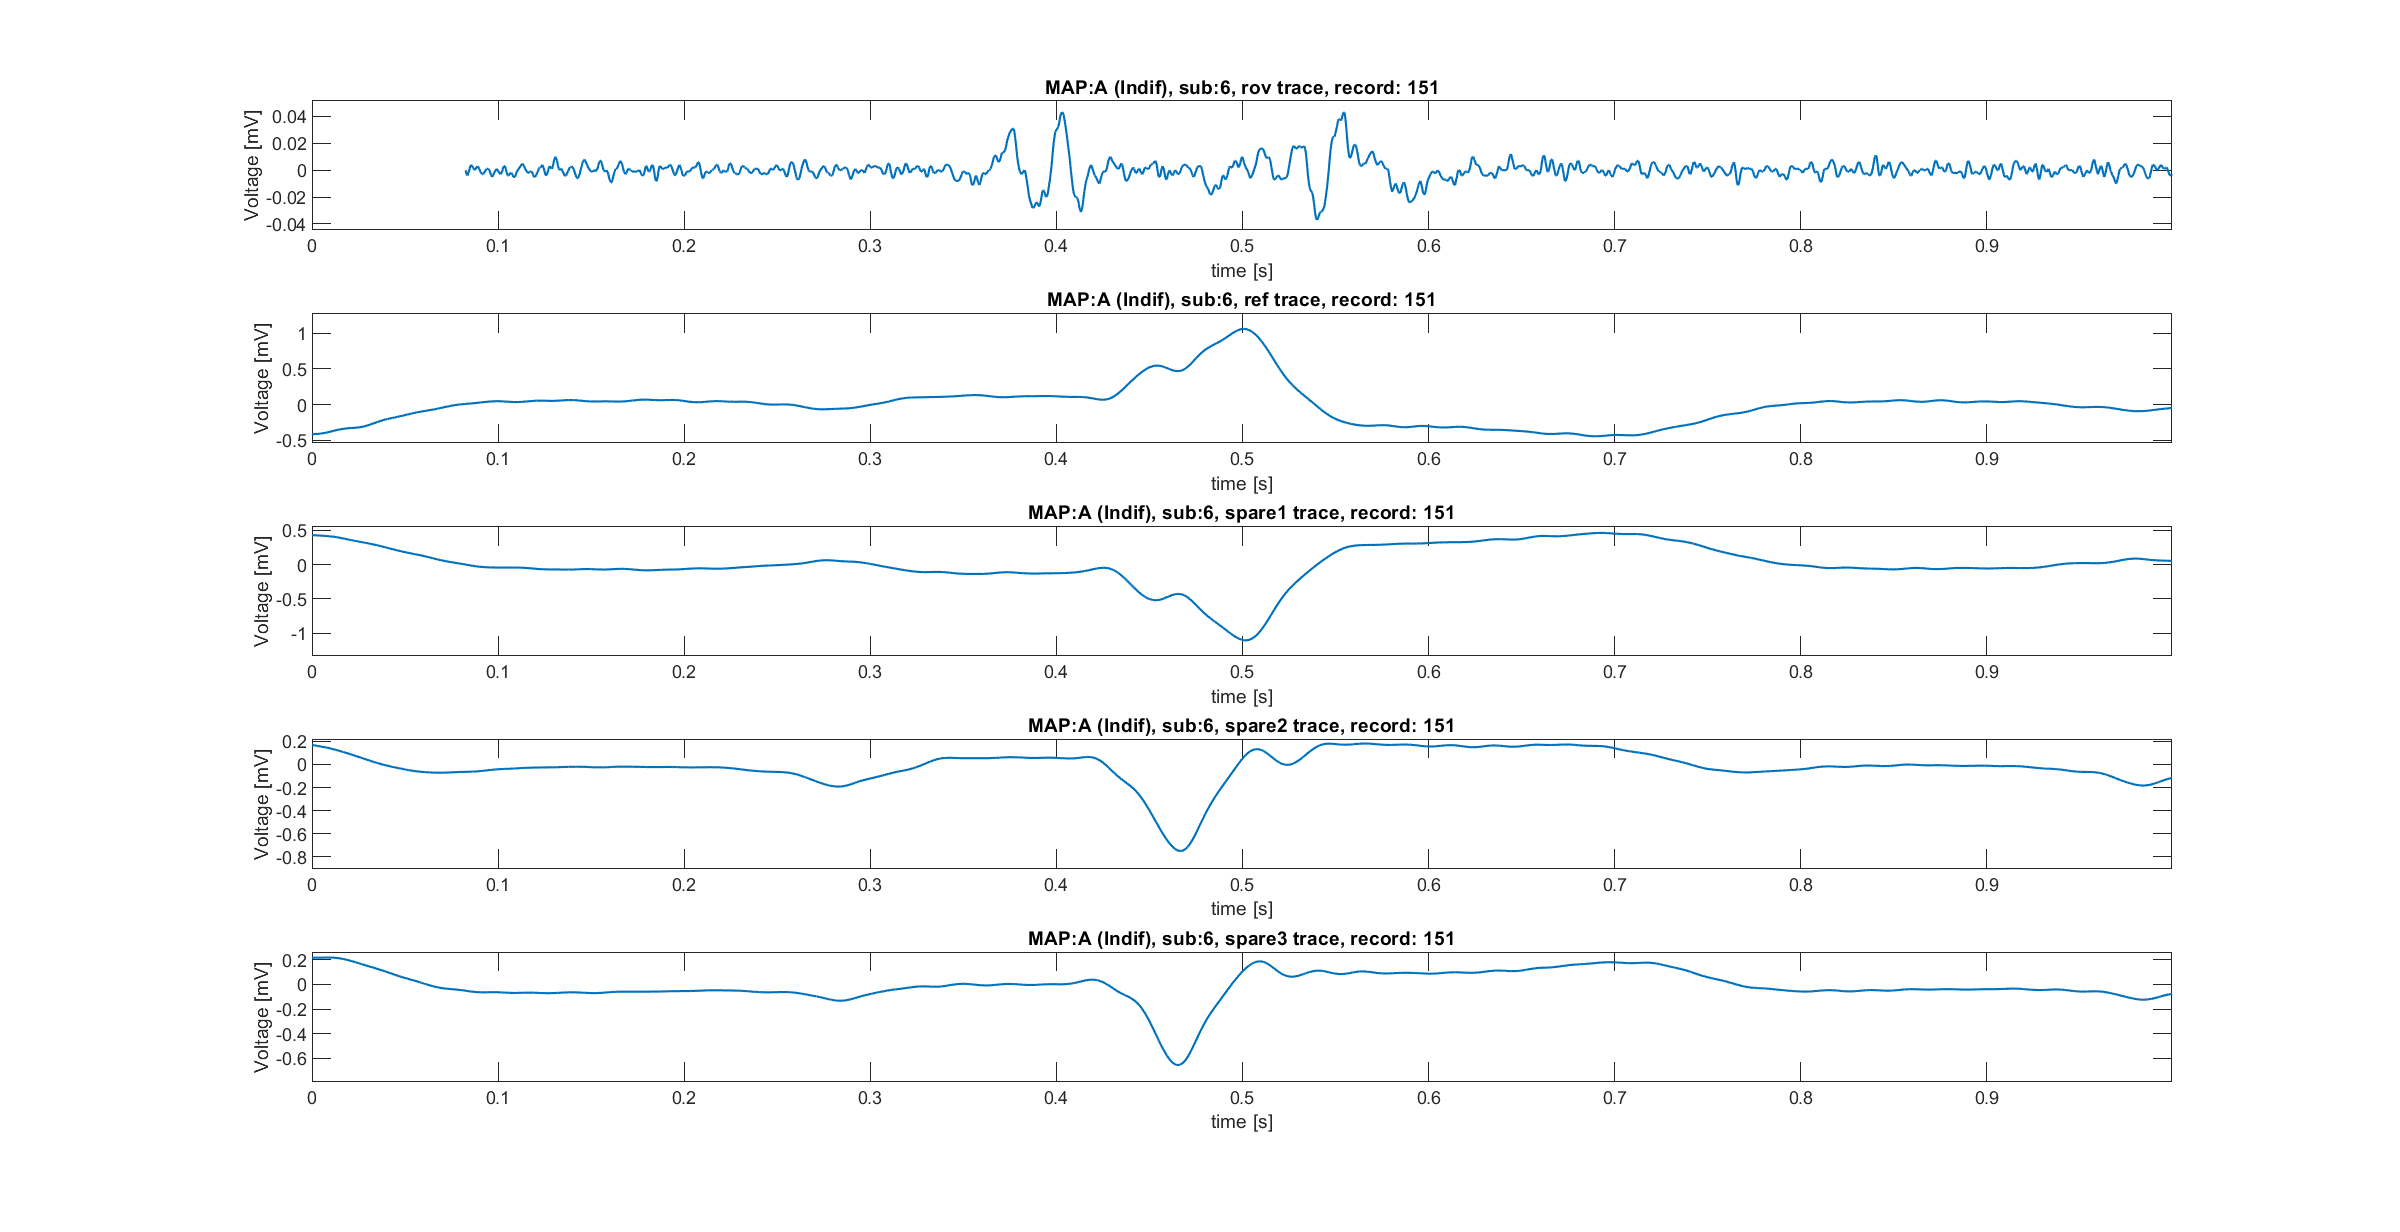 MAP:A (Indif), sub:6, rov trace, record: 151
Voltage [mV]
0.04
0.02
0
-0.02
-0.04
0 0.1 0.2 0.3 0.4 0.5 0.6 0.7 0.8 0.9
time [s]
MAP:A (Indif), sub:6, ref trace, record: 151
Voltage [mV]
1
0.5
0
-0.5
0 0.1 0.2 0.3 0.4 0.5 0.6 0.7 0.8 0.9
time [s]
MAP:A (Indif), sub:6, spare1 trace, record: 151
Voltage [mV]
0.5
0
-0.5
-1
0 0.1 0.2 0.3 0.4 0.5 0.6 0.7 0.8 0.9
time [s]
MAP:A (Indif), sub:6, spare2 trace, record: 151
Voltage [mV]
0.2
0
-0.2
-0.4
-0.6
-0.8
0 0.1 0.2 0.3 0.4 0.5 0.6 0.7 0.8 0.9
time [s]
MAP:A (Indif), sub:6, spare3 trace, record: 151
Voltage [mV]
0.2
0
-0.2
-0.4
-0.6
0 0.1 0.2 0.3 0.4 0.5 0.6 0.7 0.8 0.9
time [s]